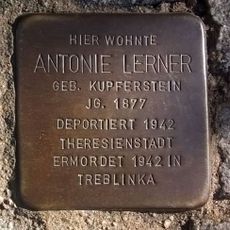 HIER WOHNTE
ANTONIE LERNER
GEB. KUPFERSTEIN
JG. 1877
DEPORTIERT 1942
THERESIENSTADT
ERMORDET 1942 IN
TREBLINKA